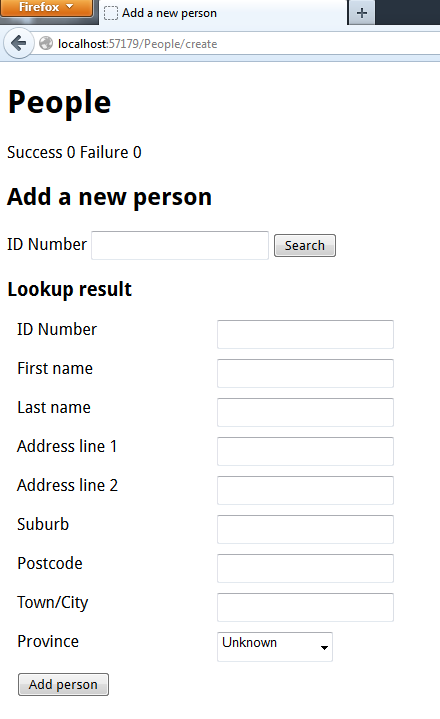 Firefox
Add a new person
localhost:57179/People/create
People
Success 0 Failure 0
Add a new person
ID Number Search
Lookup result
ID Number
First name
Last name
Address line 1
Address line 2
Suburb
Postcode
Town/City
Province Unknown
Add person